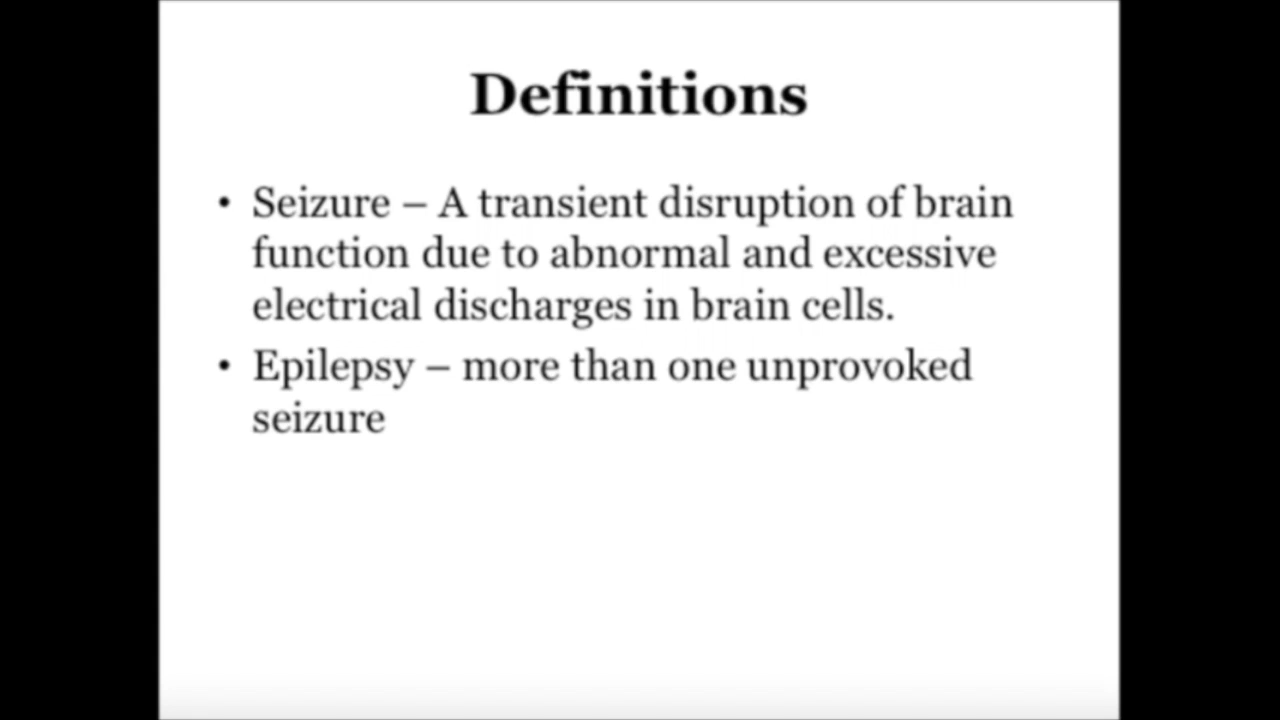 Definitions
• Seizure – A transient disruption of brain
function due to abnormal and excessive
electrical discharges in brain cells.
• Epilepsy – more than one unprovoked
seizure